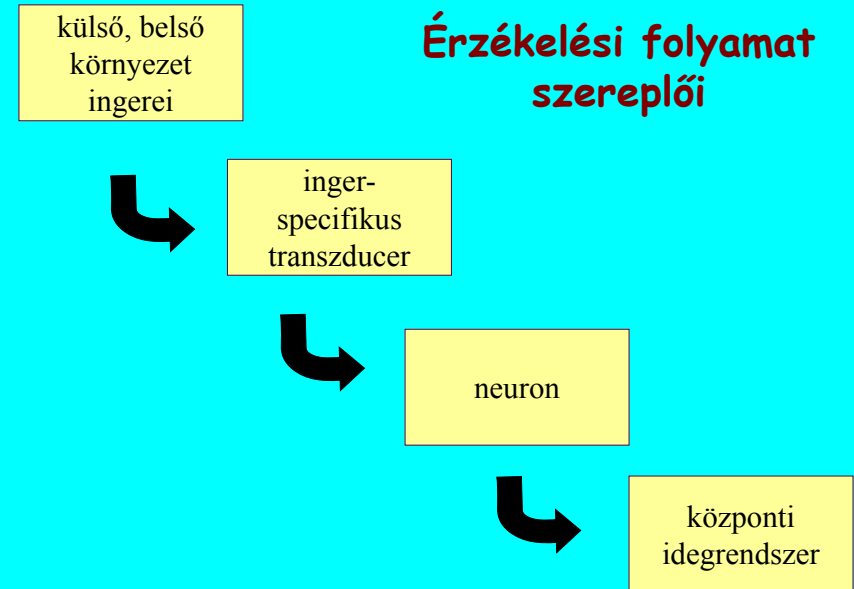 Érzékelési folyamat
szereplői
külső, belső
környezet
ingerei
inger-
specifikus
transzducer
neuron
központi
idegrendszer